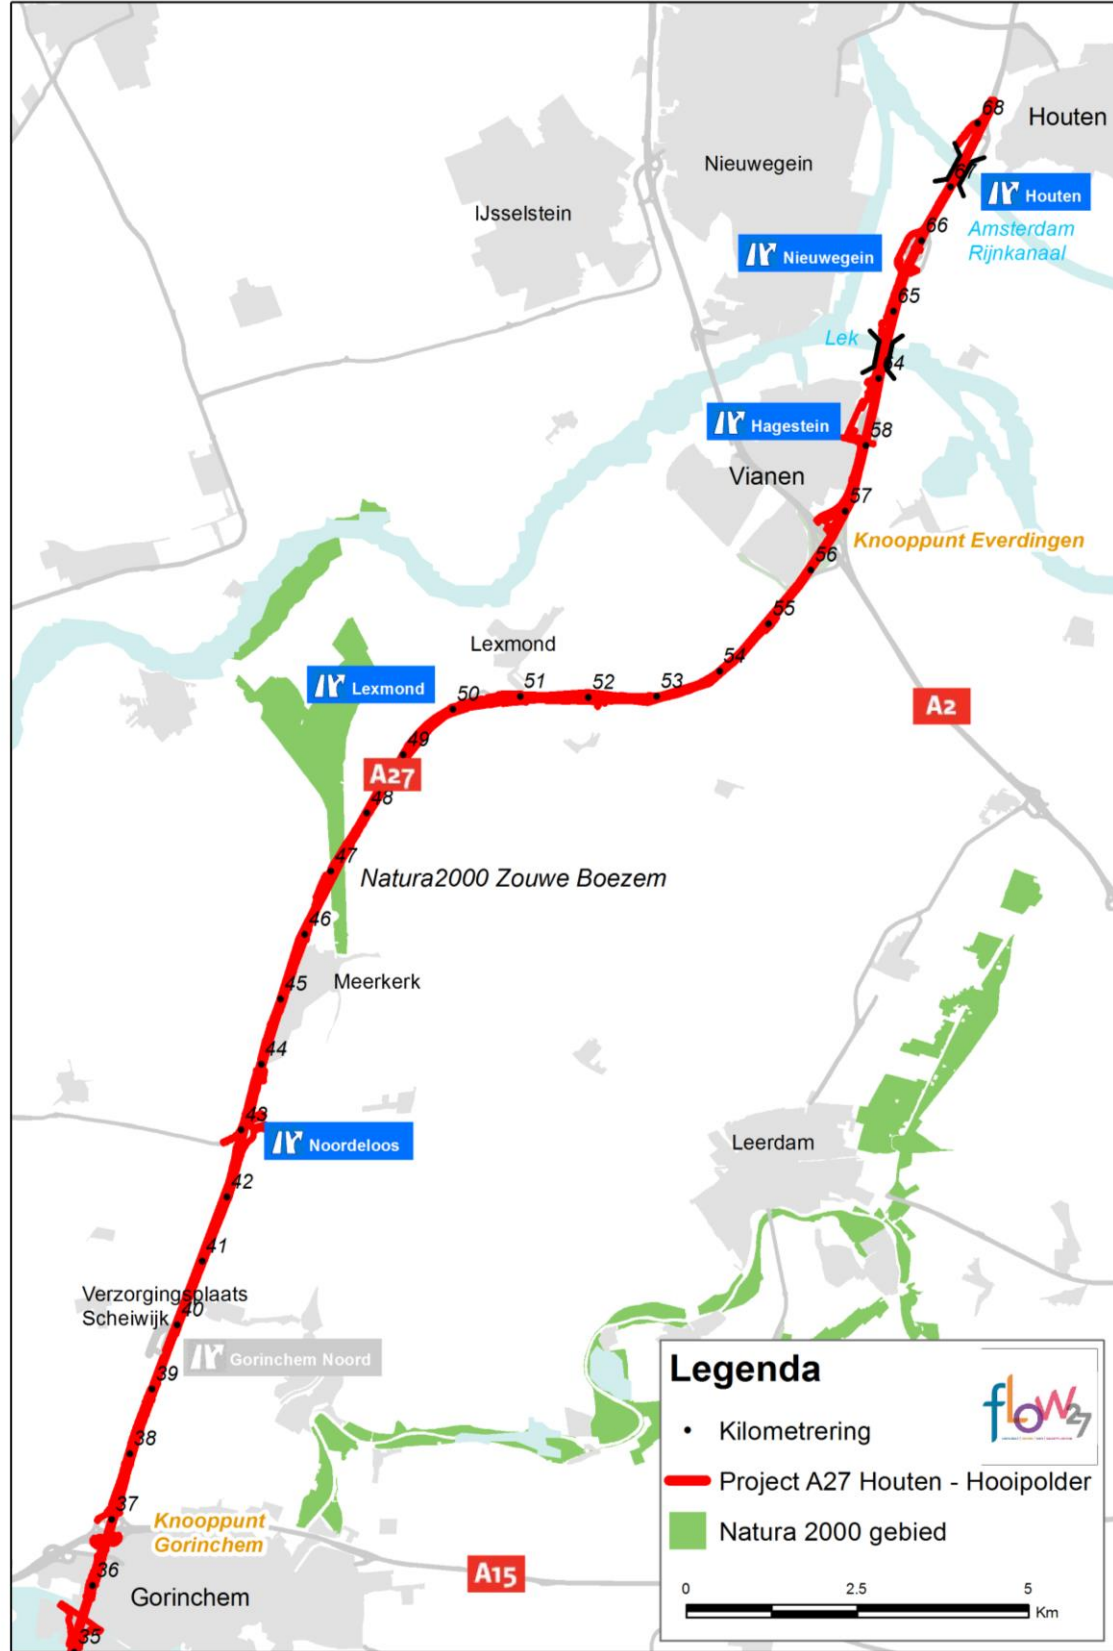 68
Houten
Nieuwegein
67
Houten
IJsselstein
66
Amsterdam
Rijnkanaal
Nieuwegein
65
Lek
64
Hagestein
58
Vianen
57
Knooppunt Everdingen
56
55
Lexmond
54
Lexmond
50
51
52
53
A2
49
A27
48
47
Natura2000 Zouwe Boezem
46
Meerkerk
45
44
43
Noordeloos
Leerdam
42
41
Verzorgingsplaats
Scheiwijk
40
Gorinchem Noord
39
38
37
Knooppunt
Gorinchem
36
A15
Gorinchem
35
Legenda
flow27
Kilometrering
Project A27 Houten - Hooipolder
Natura 2000 gebied
0
2.5
5
Km